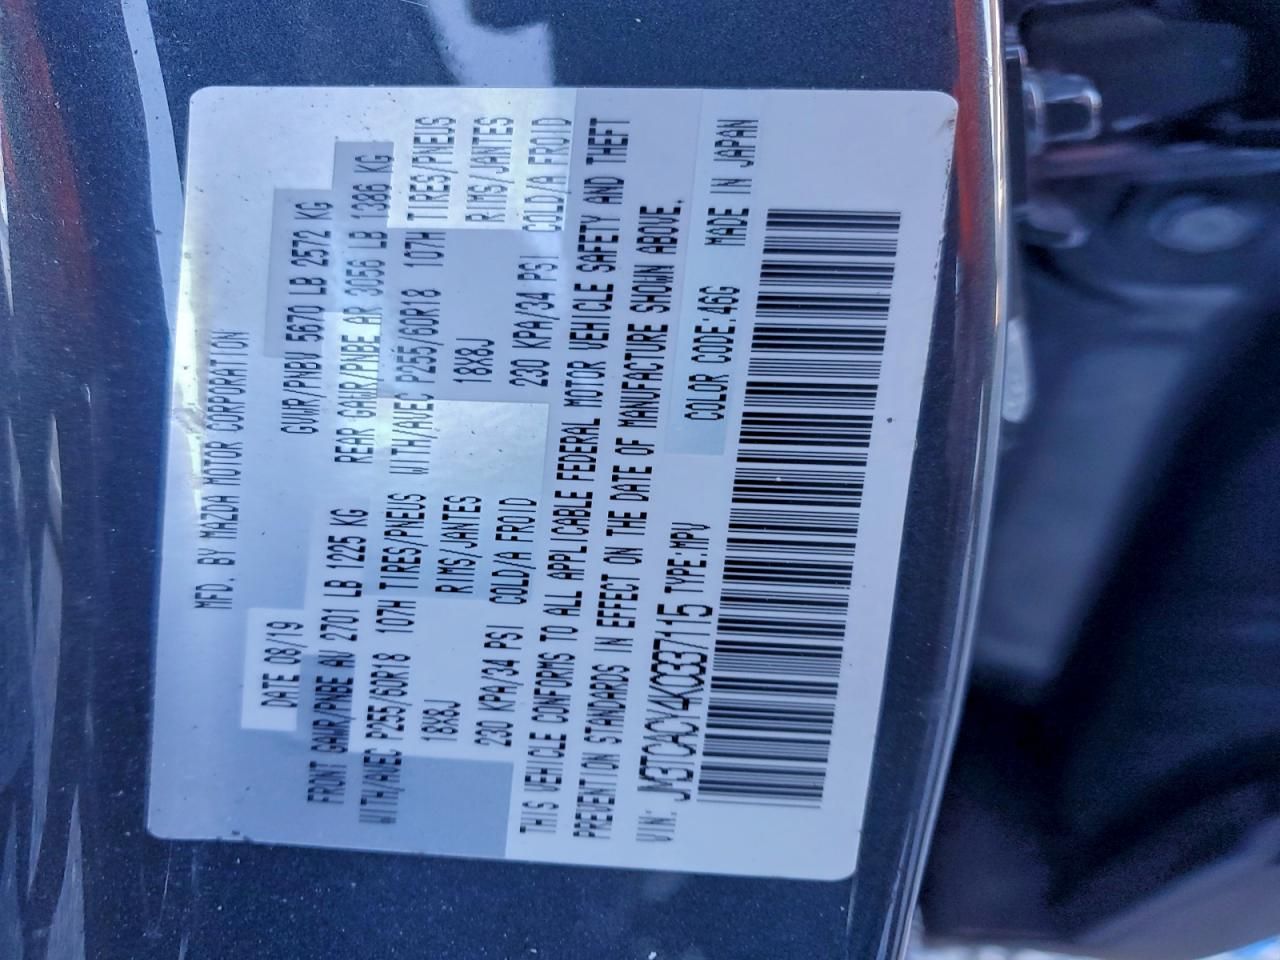 MFD. BY MAZDA MOTOR CORPORATION
DATE 08/19 GVWR/PNBV 5670 LB 2572 KG
FRONT GAWR/PNBE AV 2701 LB 1225 KG REAR GAWR/PNBE AR 3056 LB 1386 KG
WITH/AVEC P255/60R18 107H TIRES/PNEUS WITH/AVEC P255/60R18 107H TIRES/PNEUS
18X8J RIMS/JANTES 18X8J RIMS/JANTES
230 KPA/34 PSI COLD/A FROID 230 KPA/34 PSI COLD/A FROID
THIS VEHICLE CONFORMS TO ALL APPLICABLE FEDERAL MOTOR VEHICLE SAFETY AND THEFT
PREVENTION STANDARDS IN EFFECT ON THE DATE OF MANUFACTURE SHOWN ABOVE.
VIN: JM3TCACY4K0337115 TYPE:MPV COLOR CODE:46G MADE IN JAPAN